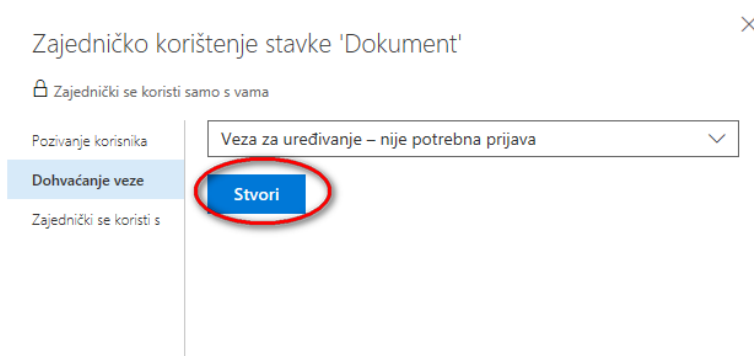 Zajedničko korištenje stavke 'Dokument'
Zajednički se koristi samo s vama
Pozivanje korisnika
Veza za uređivanje – nije potrebna prijava
Dohvaćanje veze
Stvori
Zajednički se koristi s